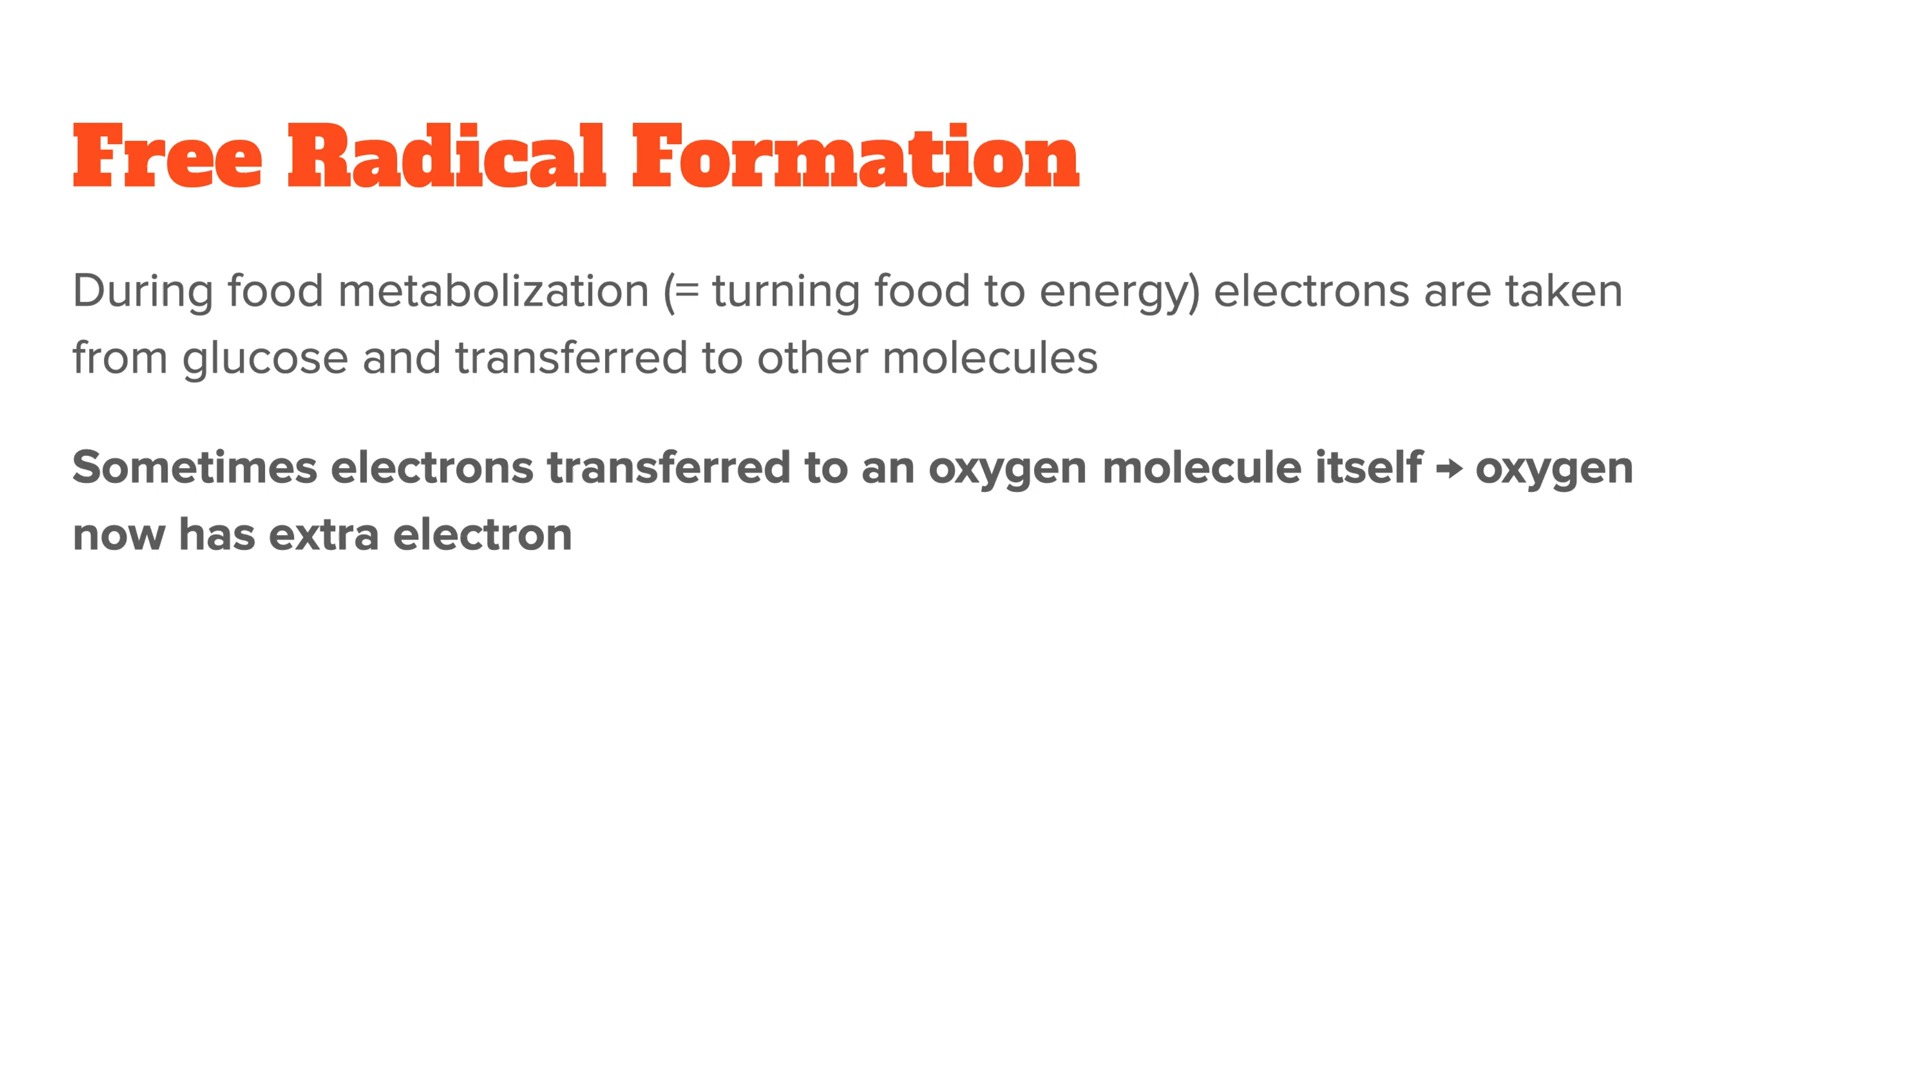 Free Radical Formation
During food metabolization (= turning food to energy) electrons are taken
from glucose and transferred to other molecules
Sometimes electrons transferred to an oxygen molecule itself → oxygen
now has extra electron